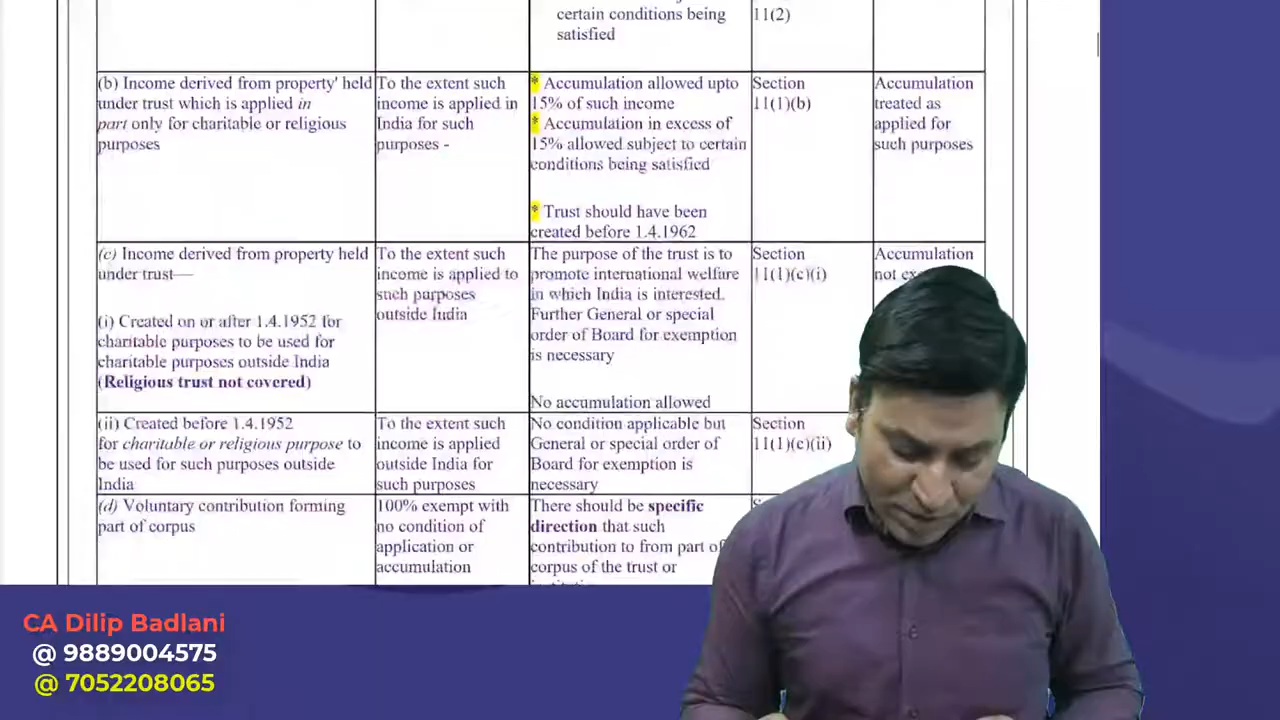 certain conditions being
satisfied
11(2)
(b) Income derived from property' held
under trust which is applied in
part only for charitable or religious
purposes
To the extent such
income is applied in
India for such
purposes -
* Accumulation allowed upto
15% of such income
* Accumulation in excess of
15% allowed subject to certain
conditions being satisfied
* Trust should have been
created before 1.4.1962
Section
11(1)(b)
Accumulation
treated as
applied for
such purposes
(c) Income derived from property held
under trust—
(i) Created on or after 1.4.1952 for
charitable purposes to be used for
charitable purposes outside India
(Religious trust not covered)
To the extent such
income is applied to
such purposes
outside India
The purpose of the trust is to
promote international welfare
in which India is interested.
Further General or special
order of Board for exemption
is necessary
No accumulation allowed
Section
11(1)(c)(i)
Accumulation
not
(ii) Created before 1.4.1952
for charitable or religious purpose to
be used for such purposes outside
India
To the extent such
income is applied
outside India for
such purposes
No condition applicable but
General or special order of
Board for exemption is
necessary
Section
11(1)(c)(ii)
(d) Voluntary contribution forming
part of corpus
100% exempt with
no condition of
application or
accumulation
There should be specific
direction that such
contribution to from part of
corpus of the trust or
CA Dilip Badlani
@ 9889004575
@ 7052208065